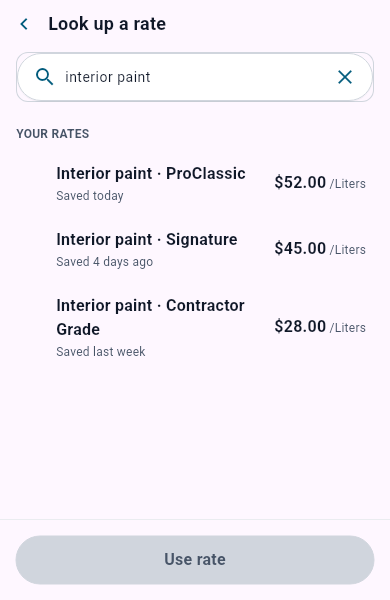 Look up a rate
interior paint
YOUR RATES
Interior paint · ProClassic
Saved today
$52.00 /Liters
Interior paint · Signature
Saved 4 days ago
$45.00 /Liters
Interior paint · Contractor
Grade
Saved last week
$28.00 /Liters
Use rate